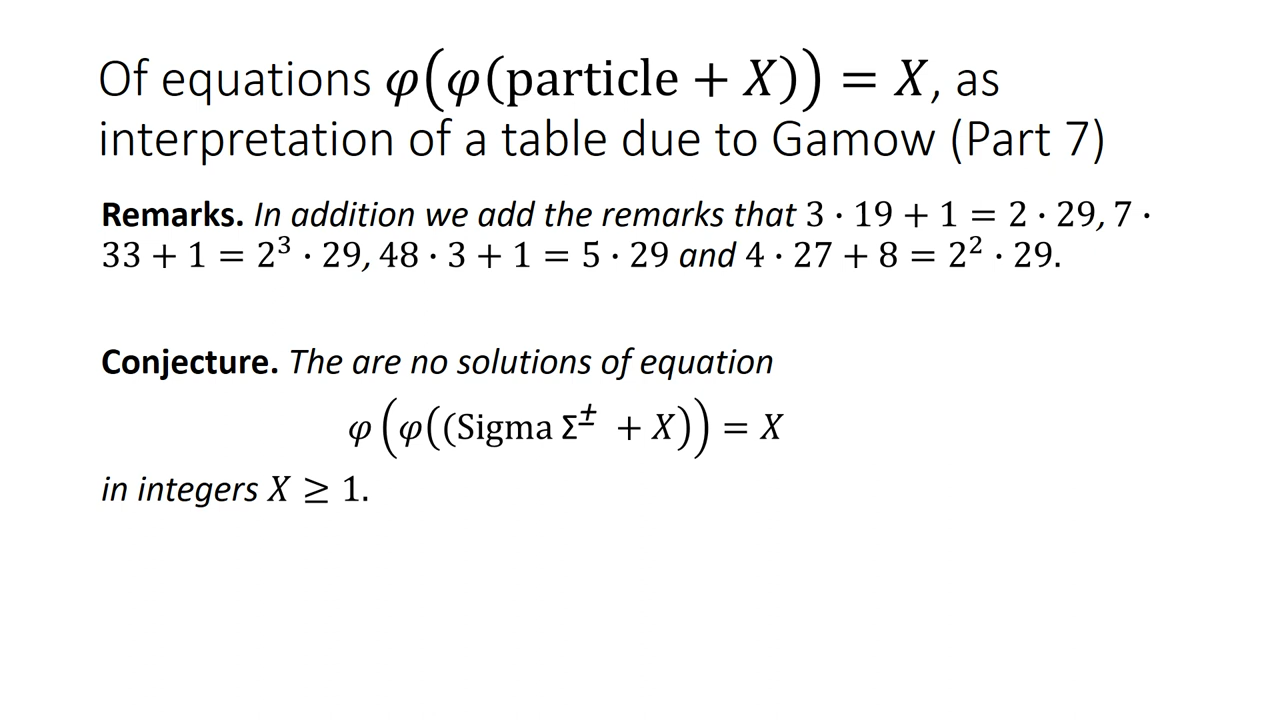 Of equations φ(φ(particle + X)) = X, as
interpretation of a table due to Gamow (Part 7)
Remarks. In addition we add the remarks that 3 · 19 + 1 = 2 · 29, 7 ·
33 + 1 = 2³ · 29, 48 · 3 + 1 = 5 · 29 and 4 · 27 + 8 = 2² · 29.
Conjecture. The are no solutions of equation
φ(φ((Sigma Σ± + X)) = X
in integers X ≥ 1.